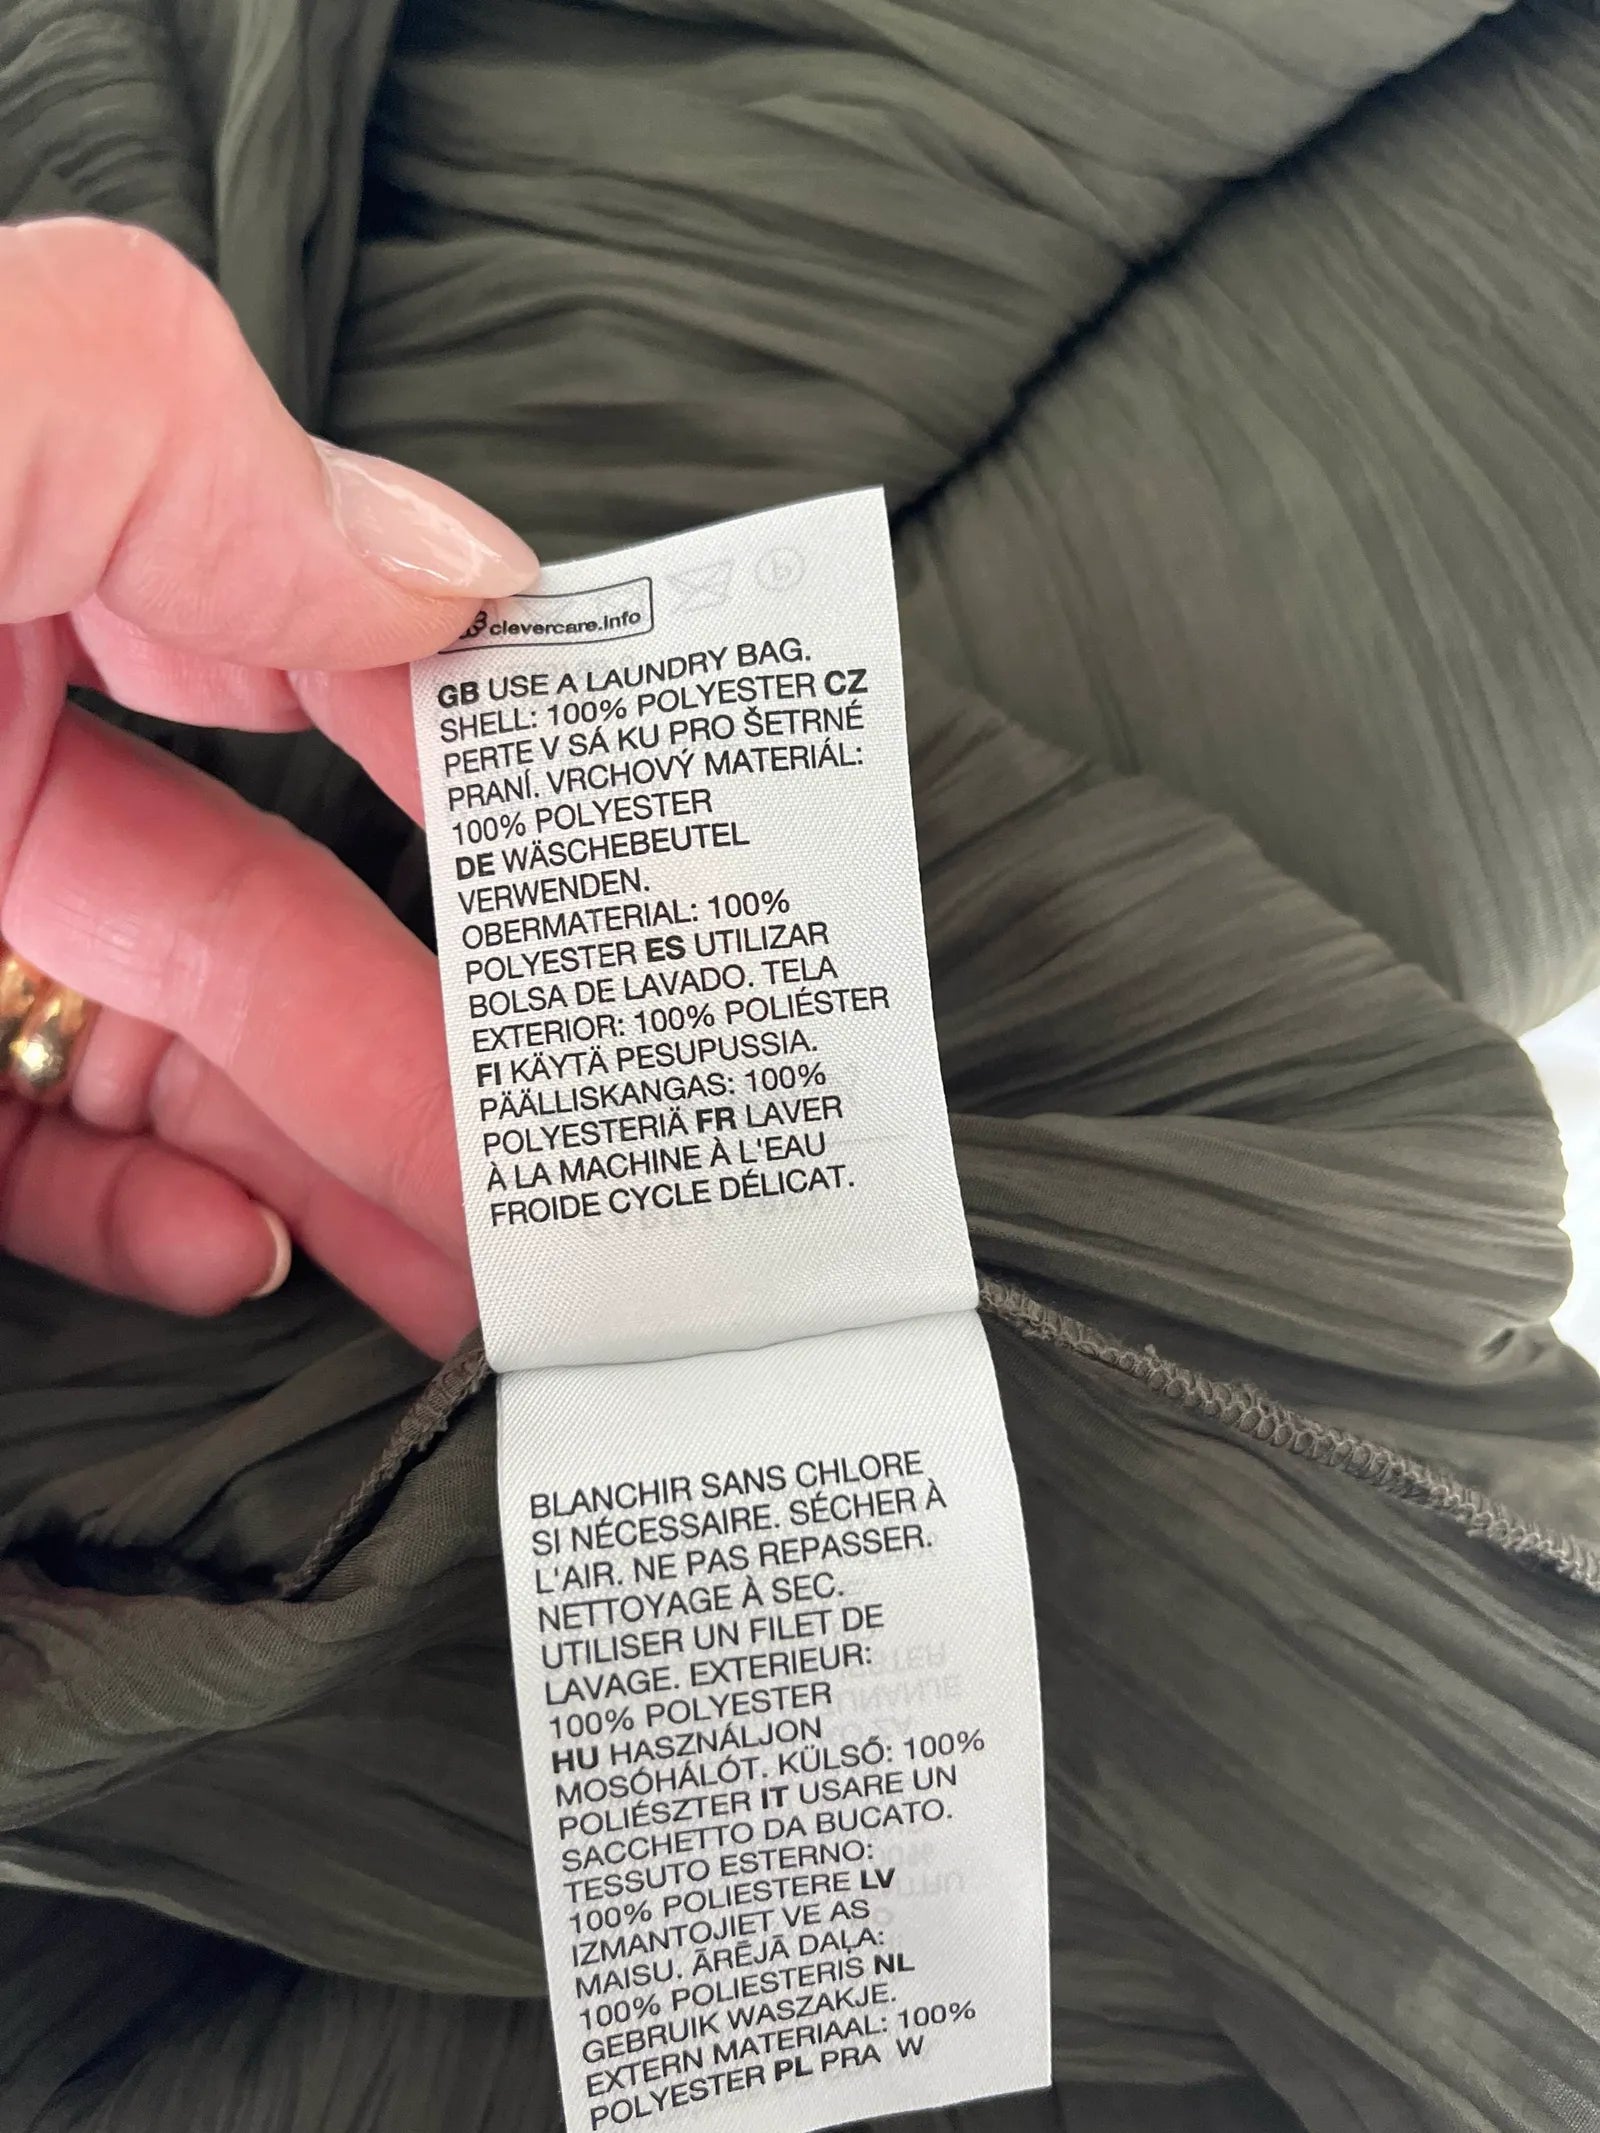 clevercare.info
GB USE A LAUNDRY BAG.
SHELL: 100% POLYESTER CZ
PERTE V SÁ KU PRO ŠETRNÉ
PRANÍ. VRCHOVÝ MATERIÁL:
100% POLYESTER
DE WÄSCHEBEUTEL
VERWENDEN.
OBERMATERIAL: 100%
POLYESTER ES UTILIZAR
BOLSA DE LAVADO. TELA
EXTERIOR: 100% POLIÉSTER
FI KÄYTÄ PESUPUSSIA.
PÄÄLLISKANGAS: 100%
POLYESTERIÄ FR LAVER
À LA MACHINE À L'EAU
FROIDE CYCLE DÉLICAT.
BLANCHIR SANS CHLORE
SI NÉCESSAIRE. SÉCHER À
L'AIR. NE PAS REPASSER.
NETTOYAGE À SEC.
UTILISER UN FILET DE
LAVAGE. EXTERIEUR:
100% POLYESTER
HU HASZNÁLJON
MOSÓHÁLÓT. KÜLSŐ: 100%
POLIÉSZTER IT USARE UN
SACCHETTO DA BUCATO.
TESSUTO ESTERNO:
100% POLIESTERE LV
IZMANTOJIET VE AS
MAISU. ĀRĒJĀ DAĻA:
100% POLIESTERIS NL
GEBRUIK WASZAKJE.
EXTERN MATERIAAL: 100%
POLYESTER PL PRA W